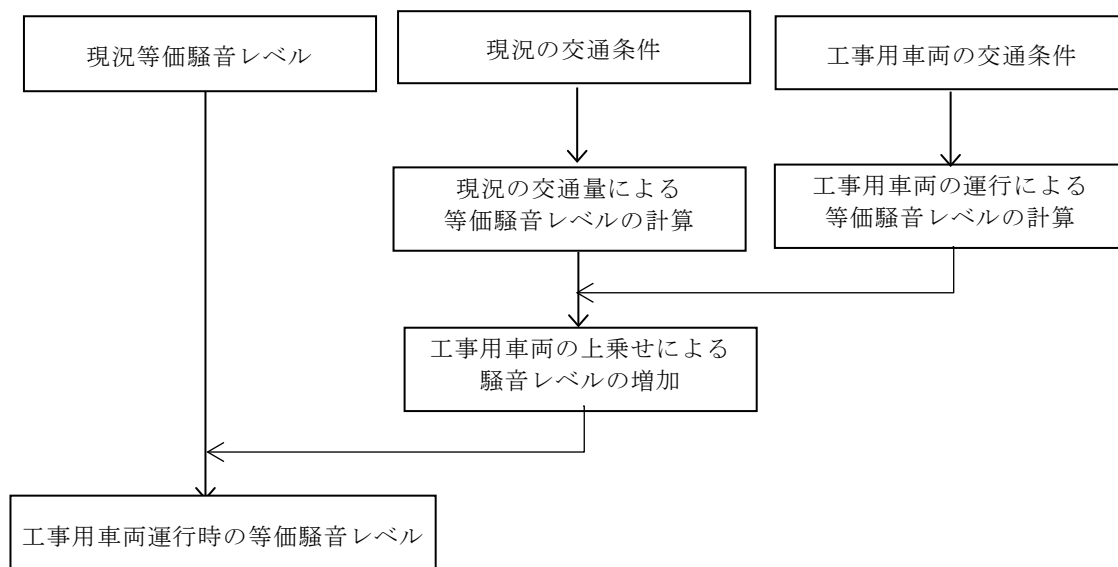 現況等価騒音レベル
現況の交通条件
工事用車両の交通条件
現況の交通量による
等価騒音レベルの計算
工事用車両の運行による
等価騒音レベルの計算
工事用車両の上乗せによる
騒音レベルの増加
工事用車両運行時の等価騒音レベル